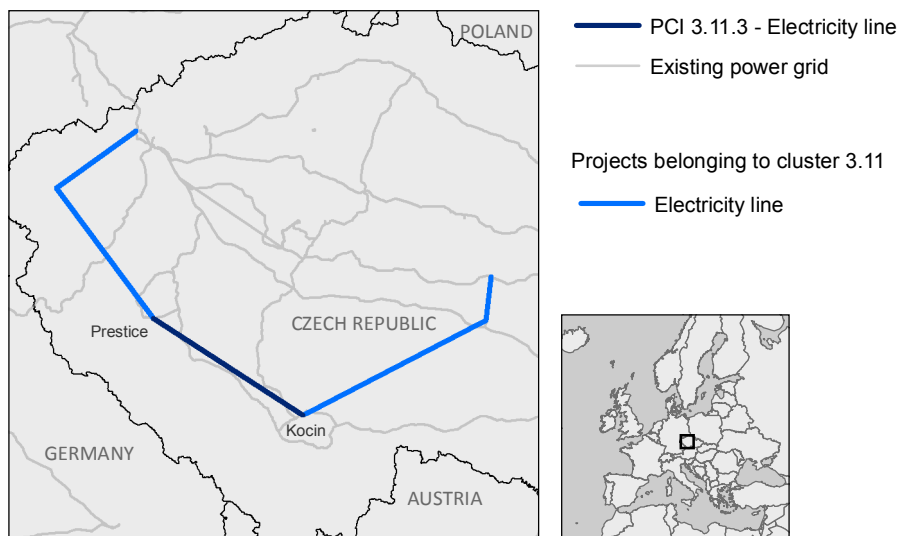 POLAND
CZECH REPUBLIC
Prestice
Kocin
GERMANY
AUSTRIA
PCI 3.11.3 - Electricity line
Existing power grid
Projects belonging to cluster 3.11
Electricity line